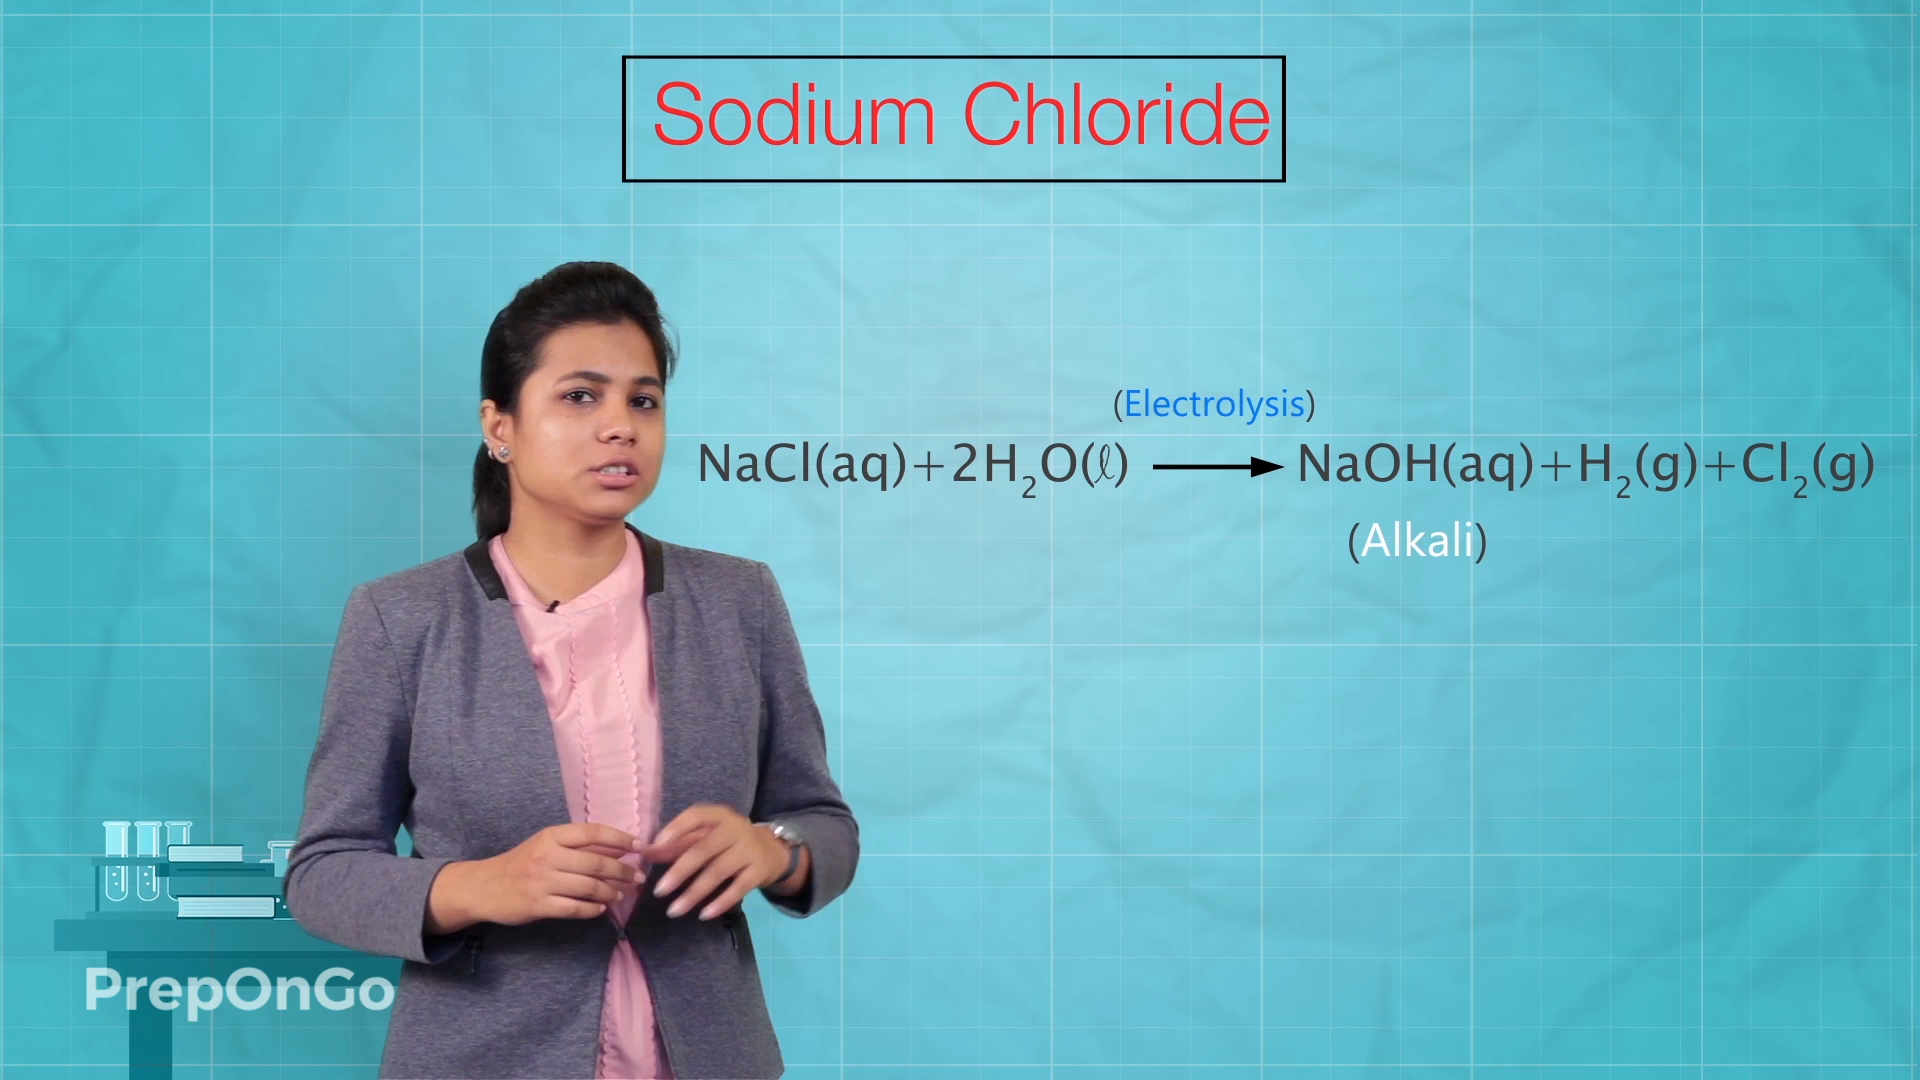 Sodium Chloride
(Electrolysis)
NaCl(aq)+2H₂O(ℓ) ⟶ NaOH(aq)+H₂(g)+Cl₂(g)
(Alkali)
PrepOnGo